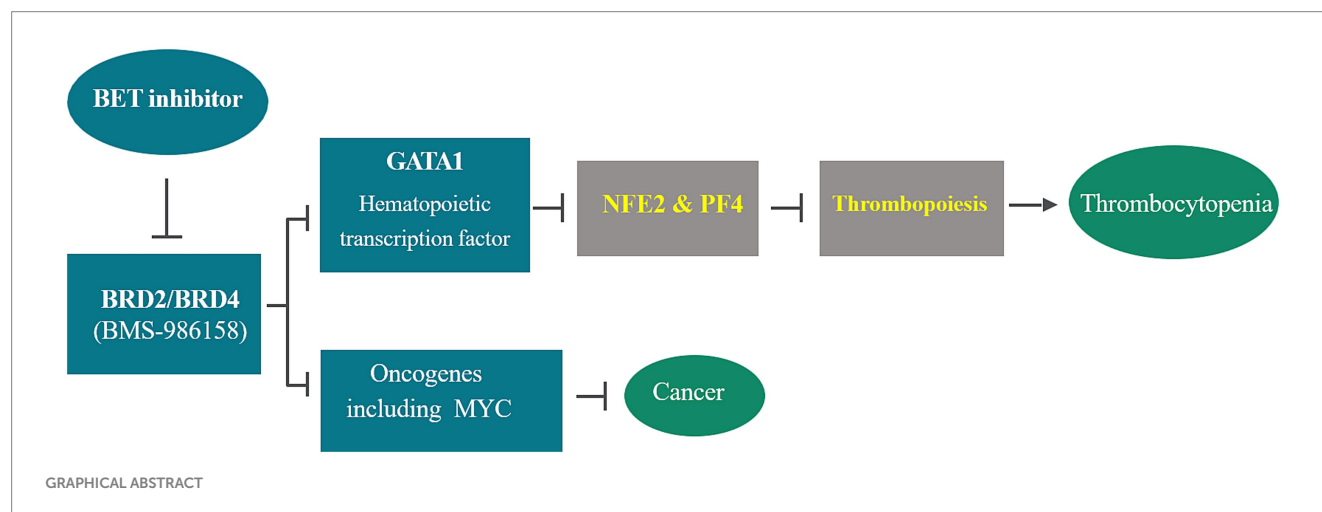 BET inhibitor
BRD2/BRD4
(BMS-986158)
GATA1
Hematopoietic
transcription factor
NFE2 & PF4
Thrombopoiesis
Thrombocytopenia
Oncogenes
including MYC
Cancer
GRAPHICAL ABSTRACT